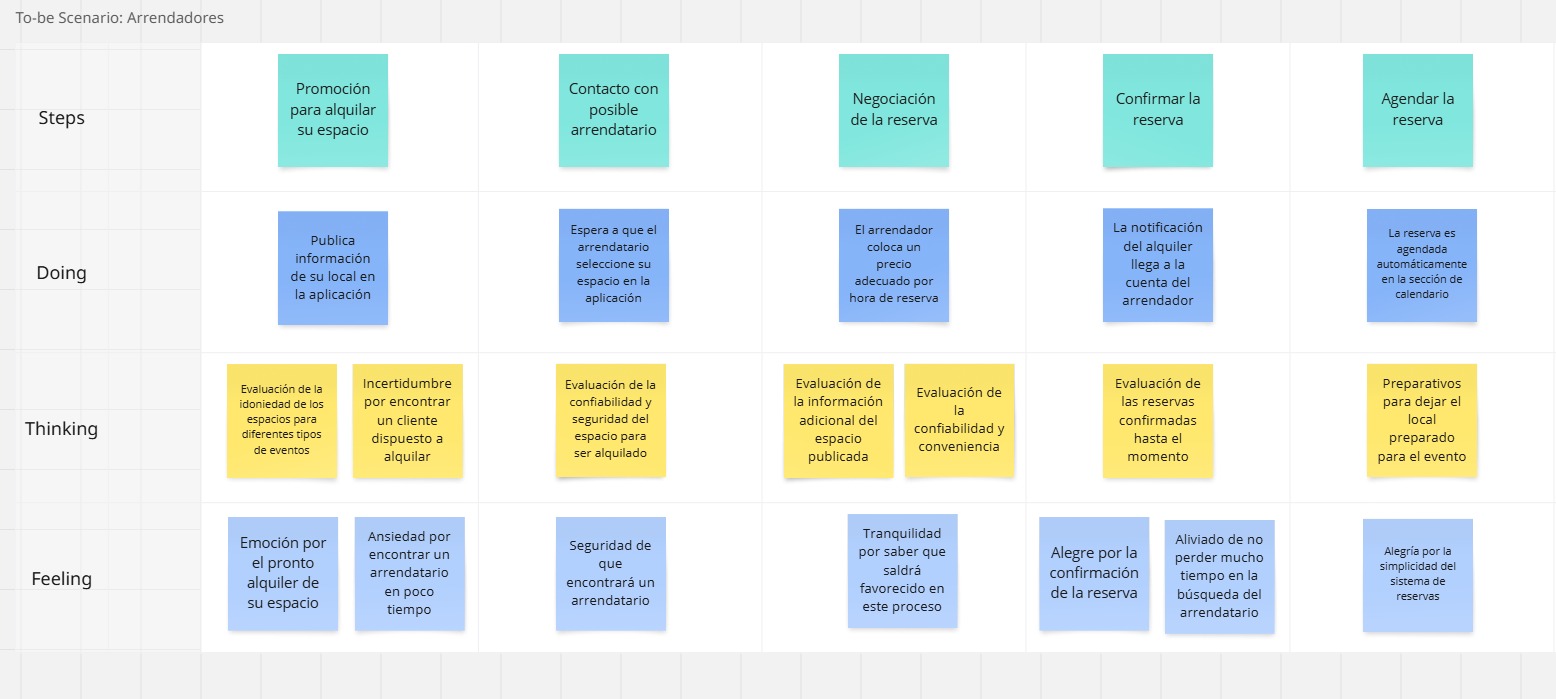 To-be Scenario: Arrendadores
Steps
Promoción
para alquilar
su espacio
Contacto con
posible
arrendatario
Negociación
de la reserva
Confirmar la
reserva
Agendar la
reserva
Doing
Publica
información
de su local en
la aplicación
Espera a que el
arrendatario
seleccione su
espacio en la
aplicación
El arrendador
coloca un
precio
adecuado por
hora de reserva
La notificación
del alquiler
llega a la
cuenta del
arrendador
La reserva es
agendada
automáticamente
en la sección de
calendario
Thinking
Evaluación de la
idoniedad de los
espacios para
diferentes tipos
de eventos
Incertidumbre
por encontrar
un cliente
dispuesto a
alquilar
Evaluación de la
confiabilidad y
seguridad del
espacio para
ser alquilado
Evaluación de
la información
adicional del
espacio
publicada
Evaluación de
la
confiabilidad y
conveniencia
Evaluación de
las reservas
confirmadas
hasta el
momento
Preparativos
para dejar el
local
preparado
para el evento
Feeling
Emoción por
el pronto
alquiler de
su espacio
Ansiedad por
encontrar un
arrendatario
en poco
tiempo
Seguridad de
que
encontrará un
arrendatario
Tranquilidad
por saber que
saldrá
favorecido en
este proceso
Alegre por la
confirmación
de la reserva
Aliviado de no
perder mucho
tiempo en la
búsqueda del
arrendatario
Alegría por la
simplicidad del
sistema de
reservas